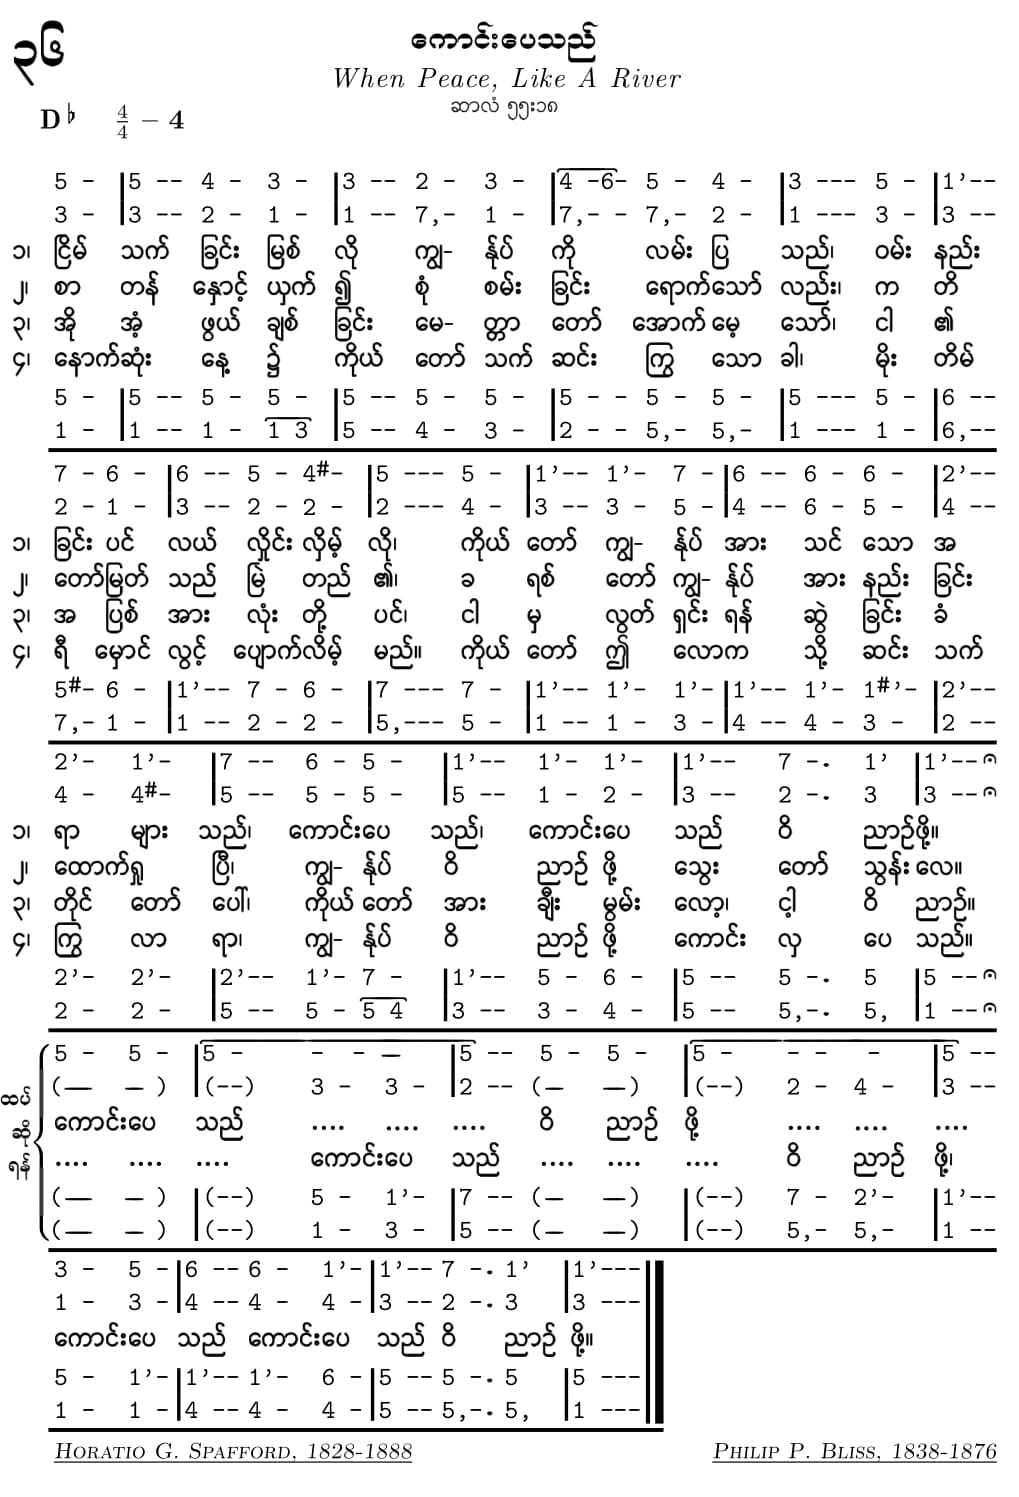 ၃၆
ကောင်းပေသည်
When Peace, Like A River
ဆာလံ ၅၅း၁၈
D♭ 4/4 – 4
5 – |5 –– 4 – 3 – |3 –– 2 – 3 – |4 –6– 5 – 4 – |3 ––– 5 – |1’––
3 – |3 –– 2 – 1 – |1 –– 7,– 1 – |7,– – 7,– 2 – |1 ––– 3 – |3 ––
၁၊ ငြိမ် သက် ခြင်း မြစ် လို ကျွ– န်ုပ် ကို လမ်း ပြ သည်၊ ဝမ်း နည်း
၂၊ စာ တန် နှောင့် ယှက် ၍ စုံ စမ်း ခြင်း ရောက်သော် လည်း၊ က တိ
၃၊ အို အံ့ ဖွယ် ချစ် ခြင်း မေ– တ္တာ တော် အောက် မေ့ သော်၊ ငါ ၏
၄၊ နောက်ဆုံး နေ့ ၌ ကိုယ် တော် သက် ဆင်း ကြွ သော ခါ၊ မိုး တိမ်
5 – |5 –– 5 – 5 – |5 –– 5 – 5 – |5 – – 5 – 5 – |5 ––– 5 – |6 ––
1 – |1 –– 1 – 1 3 |5 –– 4 – 3 – |2 – – 5,– 5,– |1 ––– 1 – |6,––
7 – 6 – |6 –– 5 – 4#– |5 ––– 5 – |1’–– 1’– 7 – |6 –– 6 – 6 – |2’––
2 – 1 – |3 –– 2 – 2 – |2 ––– 4 – |3 –– 3 – 5 – |4 –– 6 – 5 – |4 ––
၁၊ ခြင်း ပင် လယ် လှိုင်း လှိမ့် လို၊ ကိုယ် တော် ကျွ– န်ုပ် အား သင် သော အ
၂၊ တော်မြတ် သည် မြဲ တည် ၏၊ ခ ရစ် တော် ကျွ– န်ုပ် အား နည်း ခြင်း
၃၊ အ ပြစ် အား လုံး တို့ ပင်၊ ငါ မှ လွတ် ရှင်း ရန် ဆွဲ ခြင်း ခံ
၄၊ ရီ မှောင် လွင့် ပျောက်လိမ့် မည်။ ကိုယ် တော် ဤ လောက သို့ ဆင်း သက်
5#– 6 – |1’–– 7 – 6 – |7 ––– 7 – |1’–– 1’– 1’– |1’–– 1’– 1#’– |2’––
7,– 1 – |1 –– 2 – 2 – |5,––– 5 – |1 –– 1 – 3 – |4 –– 4 – 3 – |2 ––
2’– 1’– |7 –– 6 – 5 – |1’–– 1’– 1’– |1’–– 7 –. 1’ |1’––𝄐
4 – 4#– |5 –– 5 – 5 – |5 –– 1 – 2 – |3 –– 2 –. 3 |3 ––𝄐
၁၊ ရာ များ သည်၊ ကောင်းပေ သည်၊ ကောင်းပေ သည် ဝိ ညာဉ်ဖို့။
၂၊ ထောက်ရှု ပြီ၊ ကျွ– န်ုပ် ဝိ ညာဉ် ဖို့ သွေး တော် သွန်း လေ။
၃၊ တိုင် တော် ပေါ်၊ ကိုယ် တော် အား ချီး မွမ်း လော့၊ ငါ့ ဝိ ညာဉ်။
၄၊ ကြွ လာ ရာ၊ ကျွ– န်ုပ် ဝိ ညာဉ် ဖို့ ကောင်း လှ ပေ သည်။
2’– 2’– |2’–– 1’– 7 – |1’–– 5 – 6 – |5 –– 5 –. 5 |5 ––𝄐
2 – 2 – |5 –– 5 – 5 4 |3 –– 3 – 4 – |5 –– 5,–. 5, |1 ––𝄐
ထပ်ဆိုရန်
5 – 5 – |5 – – – — |5 –– 5 – 5 – |5 – – – – |5 ––
(— — ) |(––) 3 – 3 – |2 –– (— —) |(––) 2 – 4 – |3 ––
ကောင်းပေ သည် .... .... .... ဝိ ညာဉ် ဖို့ .... .... ....
.... .... .... ကောင်းပေ သည် .... .... .... ဝိ ညာဉ် ဖို့၊
(— — ) |(––) 5 – 1’– |7 –– (— —) |(––) 7 – 2’– |1’––
(— — ) |(––) 1 – 3 – |5 –– (— —) |(––) 5,– 5,– |1 ––
3 – 5 – |6 –– 6 – 1’– |1’–– 7 –. 1’ |1’–––
1 – 3 – |4 –– 4 – 4 – |3 –– 2 –. 3 |3 –––
ကောင်းပေ သည် ကောင်းပေ သည် ဝိ ညာဉ် ဖို့။
5 – 1’– |1’–– 1’– 6 – |5 –– 5 –. 5 |5 –––
1 – 1 – |4 –– 4 – 4 – |5 –– 5,–. 5, |1 –––
HORATIO G. SPAFFORD, 1828-1888
PHILIP P. BLISS, 1838-1876